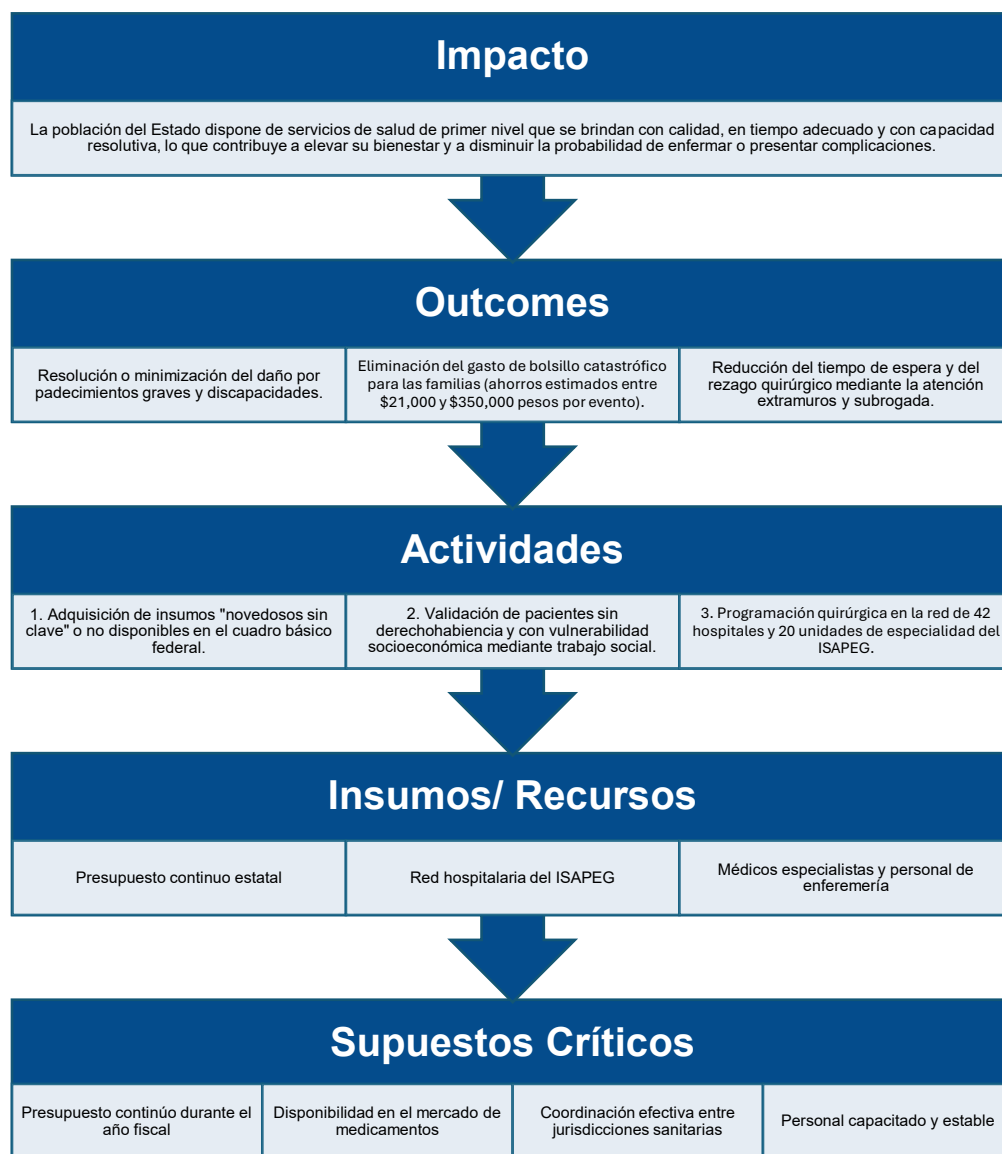 Impacto
La población del Estado dispone de servicios de salud de primer nivel que se brindan con calidad, en tiempo adecuado y con capacidad
resolutiva, lo que contribuye a elevar su bienestar y a disminuir la probabilidad de enfermar o presentar complicaciones.
Outcomes
Resolución o minimización del daño por
padecimientos graves y discapacidades.
Eliminación del gasto de bolsillo catastrófico
para las familias (ahorros estimados entre
$21,000 y $350,000 pesos por evento).
Reducción del tiempo de espera y del
rezago quirúrgico mediante la atención
extramuros y subrogada.
Actividades
1. Adquisición de insumos "novedosos sin
clave" o no disponibles en el cuadro básico
federal.
2. Validación de pacientes sin
derechohabiencia y con vulnerabilidad
socioeconómica mediante trabajo social.
3. Programación quirúrgica en la red de 42
hospitales y 20 unidades de especialidad del
ISAPEG.
Insumos/ Recursos
Presupuesto continuo estatal
Red hospitalaria del ISAPEG
Médicos especialistas y personal de
enferemería
Supuestos Críticos
Presupuesto continúo durante el
año fiscal
Disponibilidad en el mercado de
medicamentos
Coordinación efectiva entre
jurisdicciones sanitarias
Personal capacitado y estable